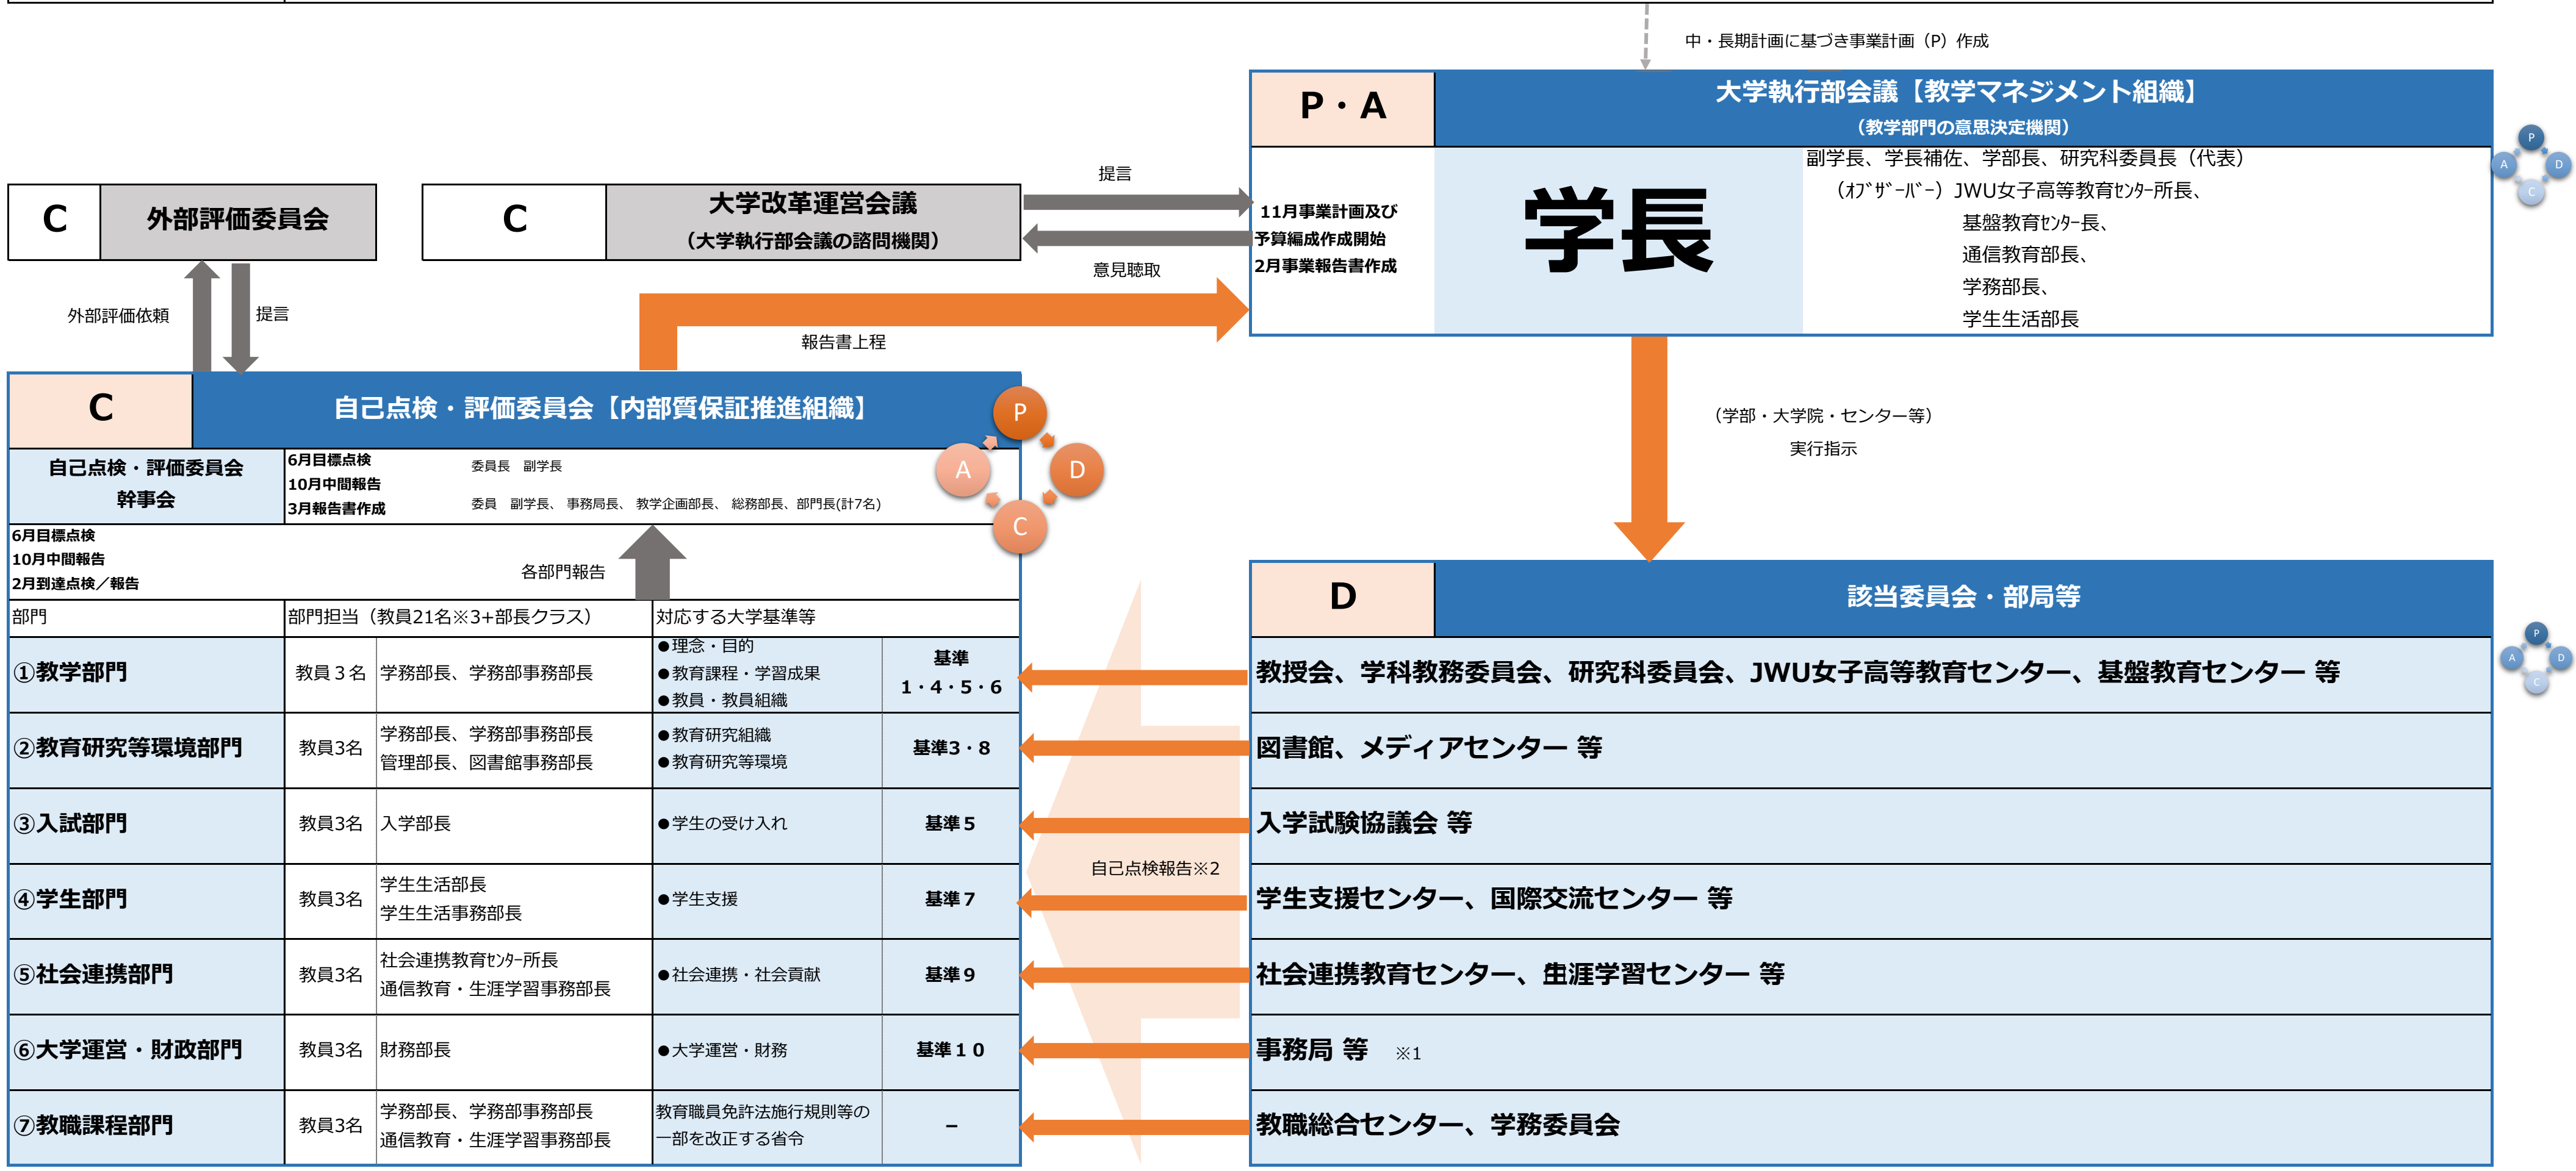 中・長期計画に基づき事業計画（P）作成
P・A
大学執行部会議【教学マネジメント組織】
（教学部門の意思決定機関）
11月事業計画及び
予算編成作成開始
2月事業報告書作成
学長
副学長、学長補佐、学部長、研究科委員長（代表）
（ｵﾌﾞｻﾞｰﾊﾞｰ）JWU女子高等教育ｾﾝﾀｰ所長、
基盤教育ｾﾝﾀｰ長、
通信教育部長、
学務部長、
学生生活部長
P
D
C
A
C
外部評価委員会
C
大学改革運営会議
（大学執行部会議の諮問機関）
提言
意見聴取
外部評価依頼
提言
報告書上程
（学部・大学院・センター等）
実行指示
C
自己点検・評価委員会【内部質保証推進組織】
P
D
C
A
自己点検・評価委員会
幹事会
6月目標点検
10月中間報告
3月報告書作成
委員長　副学長
委員　副学長、 事務局長、 教学企画部長、 総務部長、部門長(計7名)
6月目標点検
10月中間報告
2月到達点検／報告
各部門報告
部門
部門担当（教員21名※3+部長クラス）
対応する大学基準等
①教学部門
教員３名
学務部長、学務部事務部長
●理念・目的
●教育課程・学習成果
●教員・教員組織
基準
1・4・5・6
②教育研究等環境部門
教員3名
学務部長、学務部事務部長
管理部長、図書館事務部長
●教育研究組織
●教育研究等環境
基準3・8
③入試部門
教員3名
入学部長
●学生の受け入れ
基準５
④学生部門
教員3名
学生生活部長
学生生活事務部長
●学生支援
基準７
⑤社会連携部門
教員3名
社会連携教育ｾﾝﾀｰ所長
通信教育・生涯学習事務部長
●社会連携・社会貢献
基準９
⑥大学運営・財政部門
教員3名
財務部長
●大学運営・財務
基準１０
⑦教職課程部門
教員3名
学務部長、学務部事務部長
通信教育・生涯学習事務部長
教育職員免許法施行規則等の
一部を改正する省令
－
自己点検報告※2
D
該当委員会・部局等
教授会、学科教務委員会、研究科委員会、JWU女子高等教育センター、基盤教育センター 等
図書館、メディアセンター 等
入学試験協議会 等
学生支援センター、国際交流センター 等
社会連携教育センター、生涯学習センター 等
事務局 等　※1
教職総合センター、学務委員会
P
D
C
A